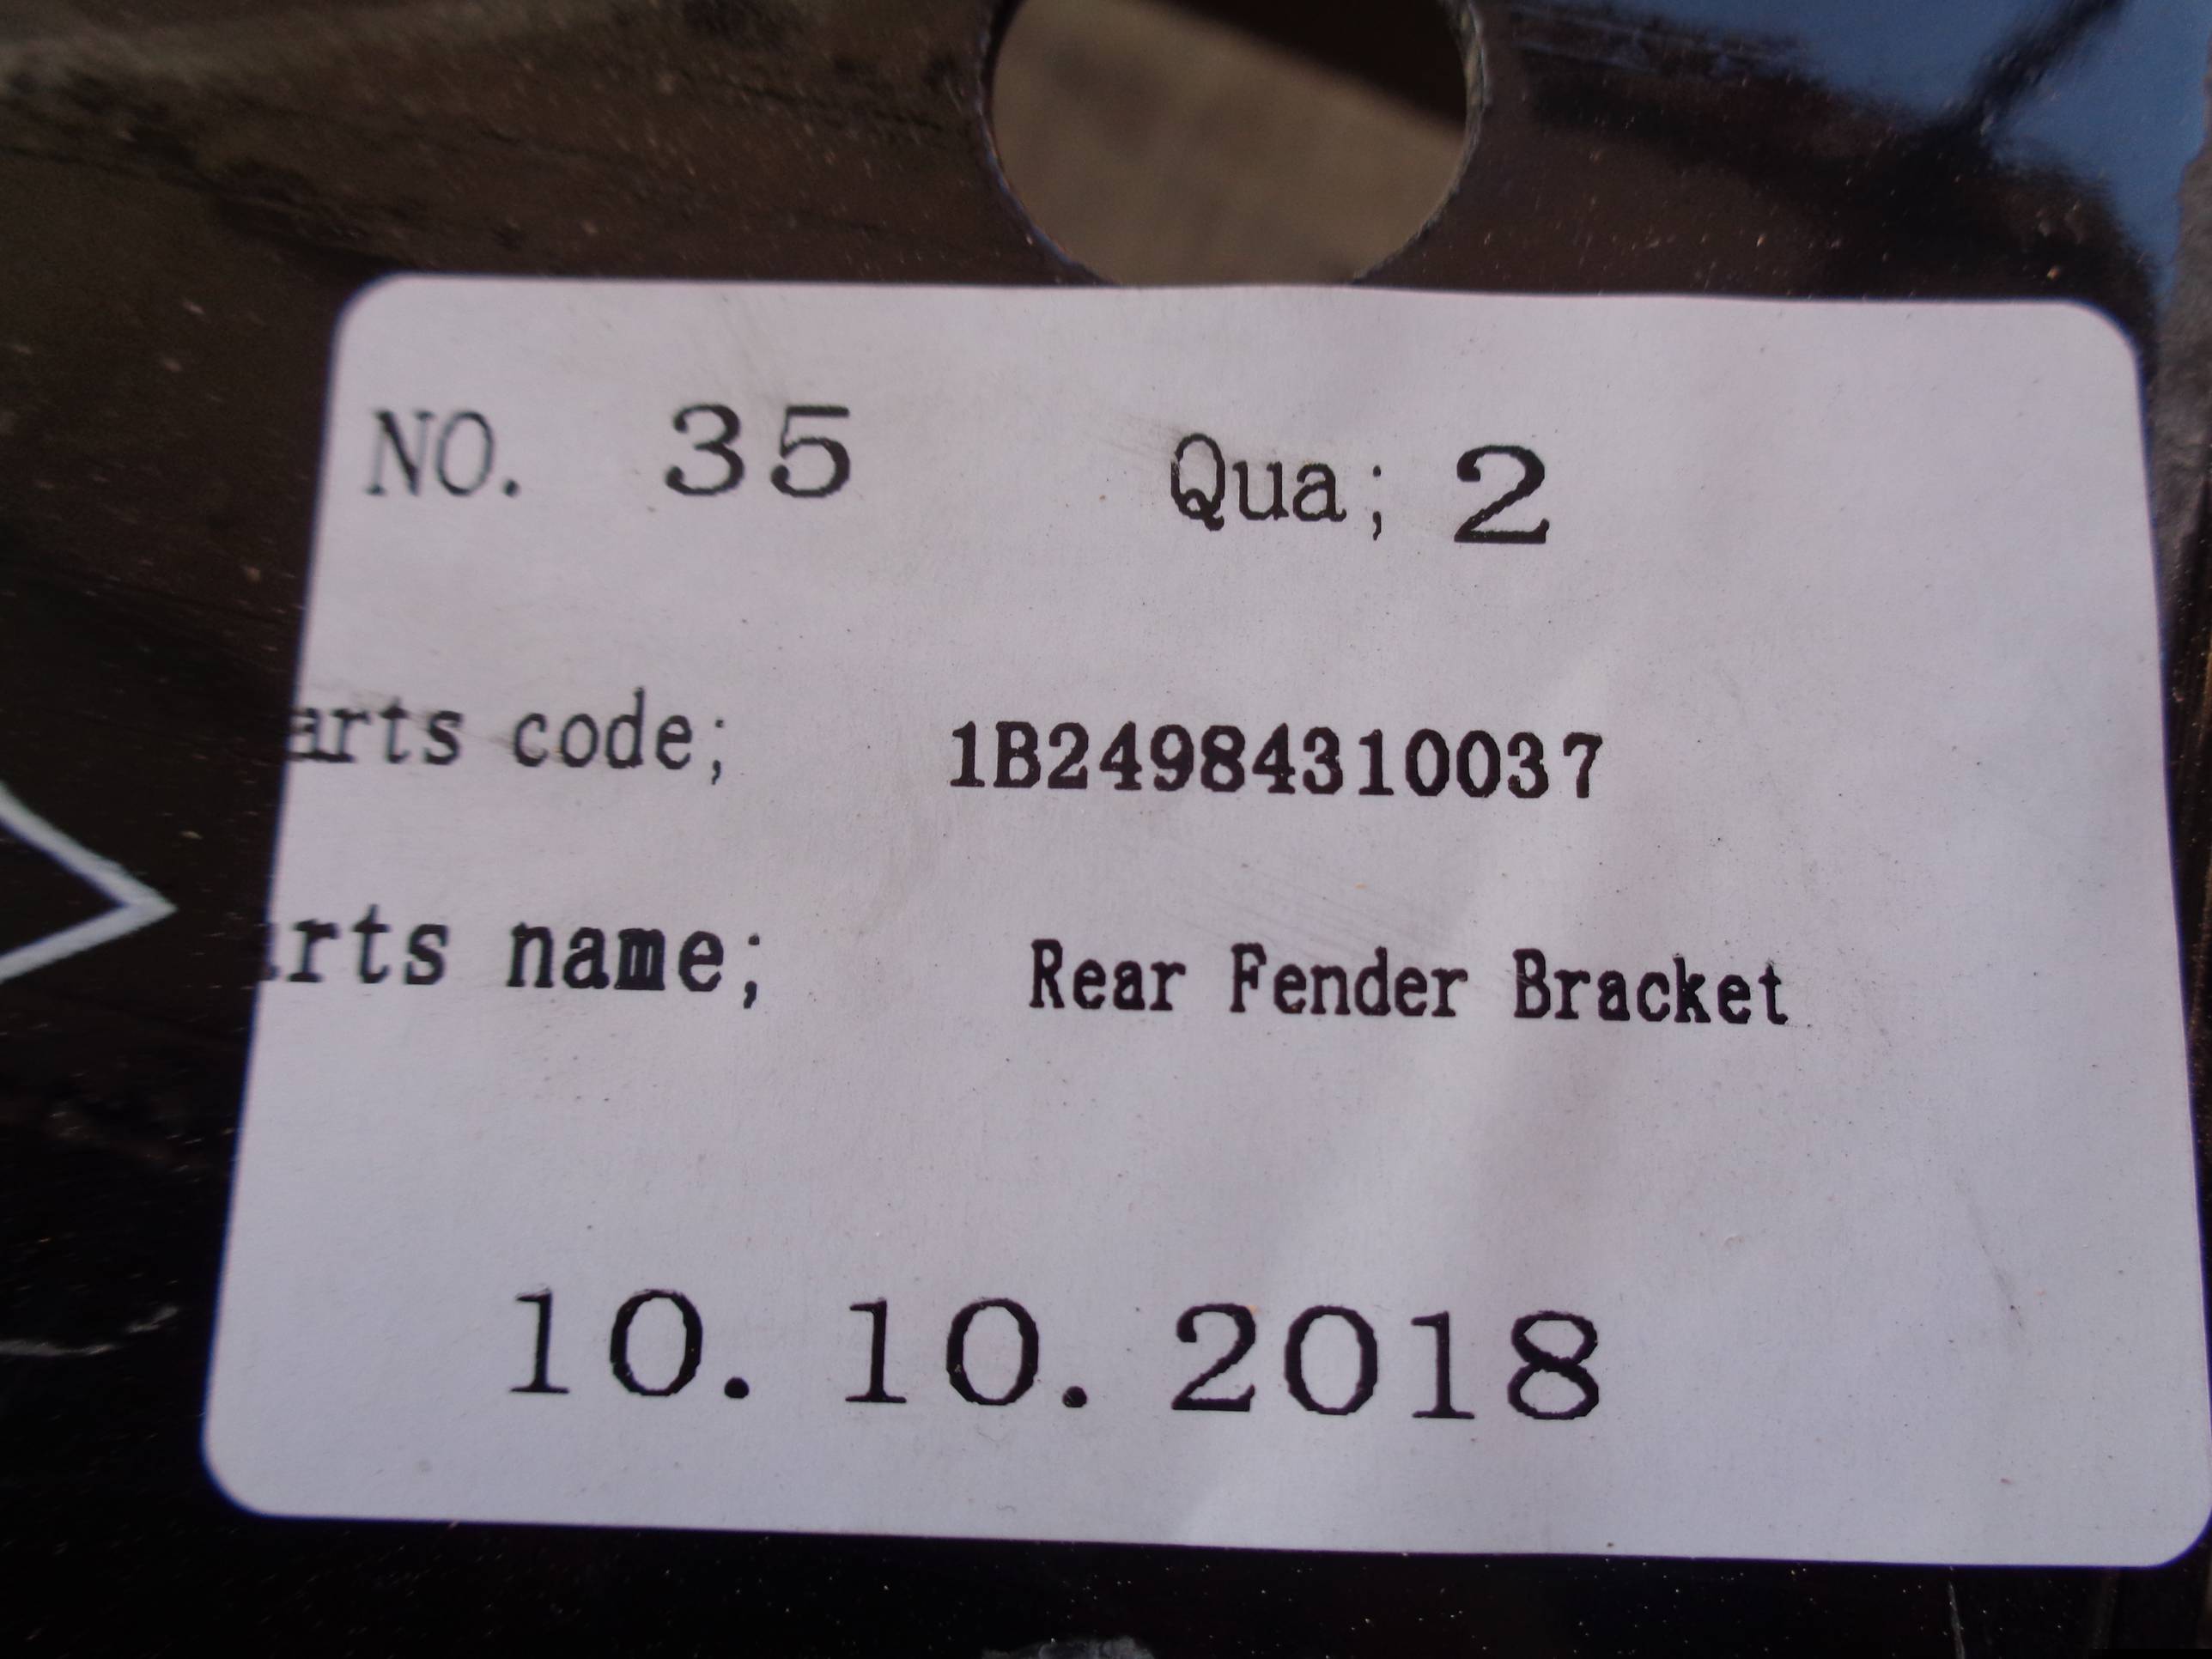 NO. 35 Qua; 2
arts code; 1B24984310037
rts name; Rear Fender Bracket
10. 10. 2018